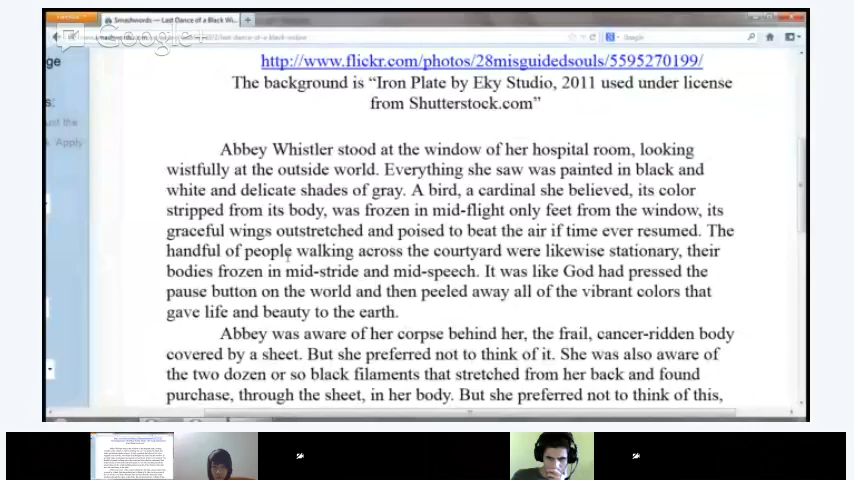 Smashwords — Last Dance of a Black Wi...
Google+
Google
ge
s:
ust the
k. Apply
http://www.flickr.com/photos/28misguidedsouls/5595270199/
The background is “Iron Plate by Eky Studio, 2011 used under license
from Shutterstock.com”
Abbey Whistler stood at the window of her hospital room, looking
wistfully at the outside world. Everything she saw was painted in black and
white and delicate shades of gray. A bird, a cardinal she believed, its color
stripped from its body, was frozen in mid-flight only feet from the window, its
graceful wings outstretched and poised to beat the air if time ever resumed. The
handful of people walking across the courtyard were likewise stationary, their
bodies frozen in mid-stride and mid-speech. It was like God had pressed the
pause button on the world and then peeled away all of the vibrant colors that
gave life and beauty to the earth.
Abbey was aware of her corpse behind her, the frail, cancer-ridden body
covered by a sheet. But she preferred not to think of it. She was also aware of
the two dozen or so black filaments that stretched from her back and found
purchase, through the sheet, in her body. But she preferred not to think of this,